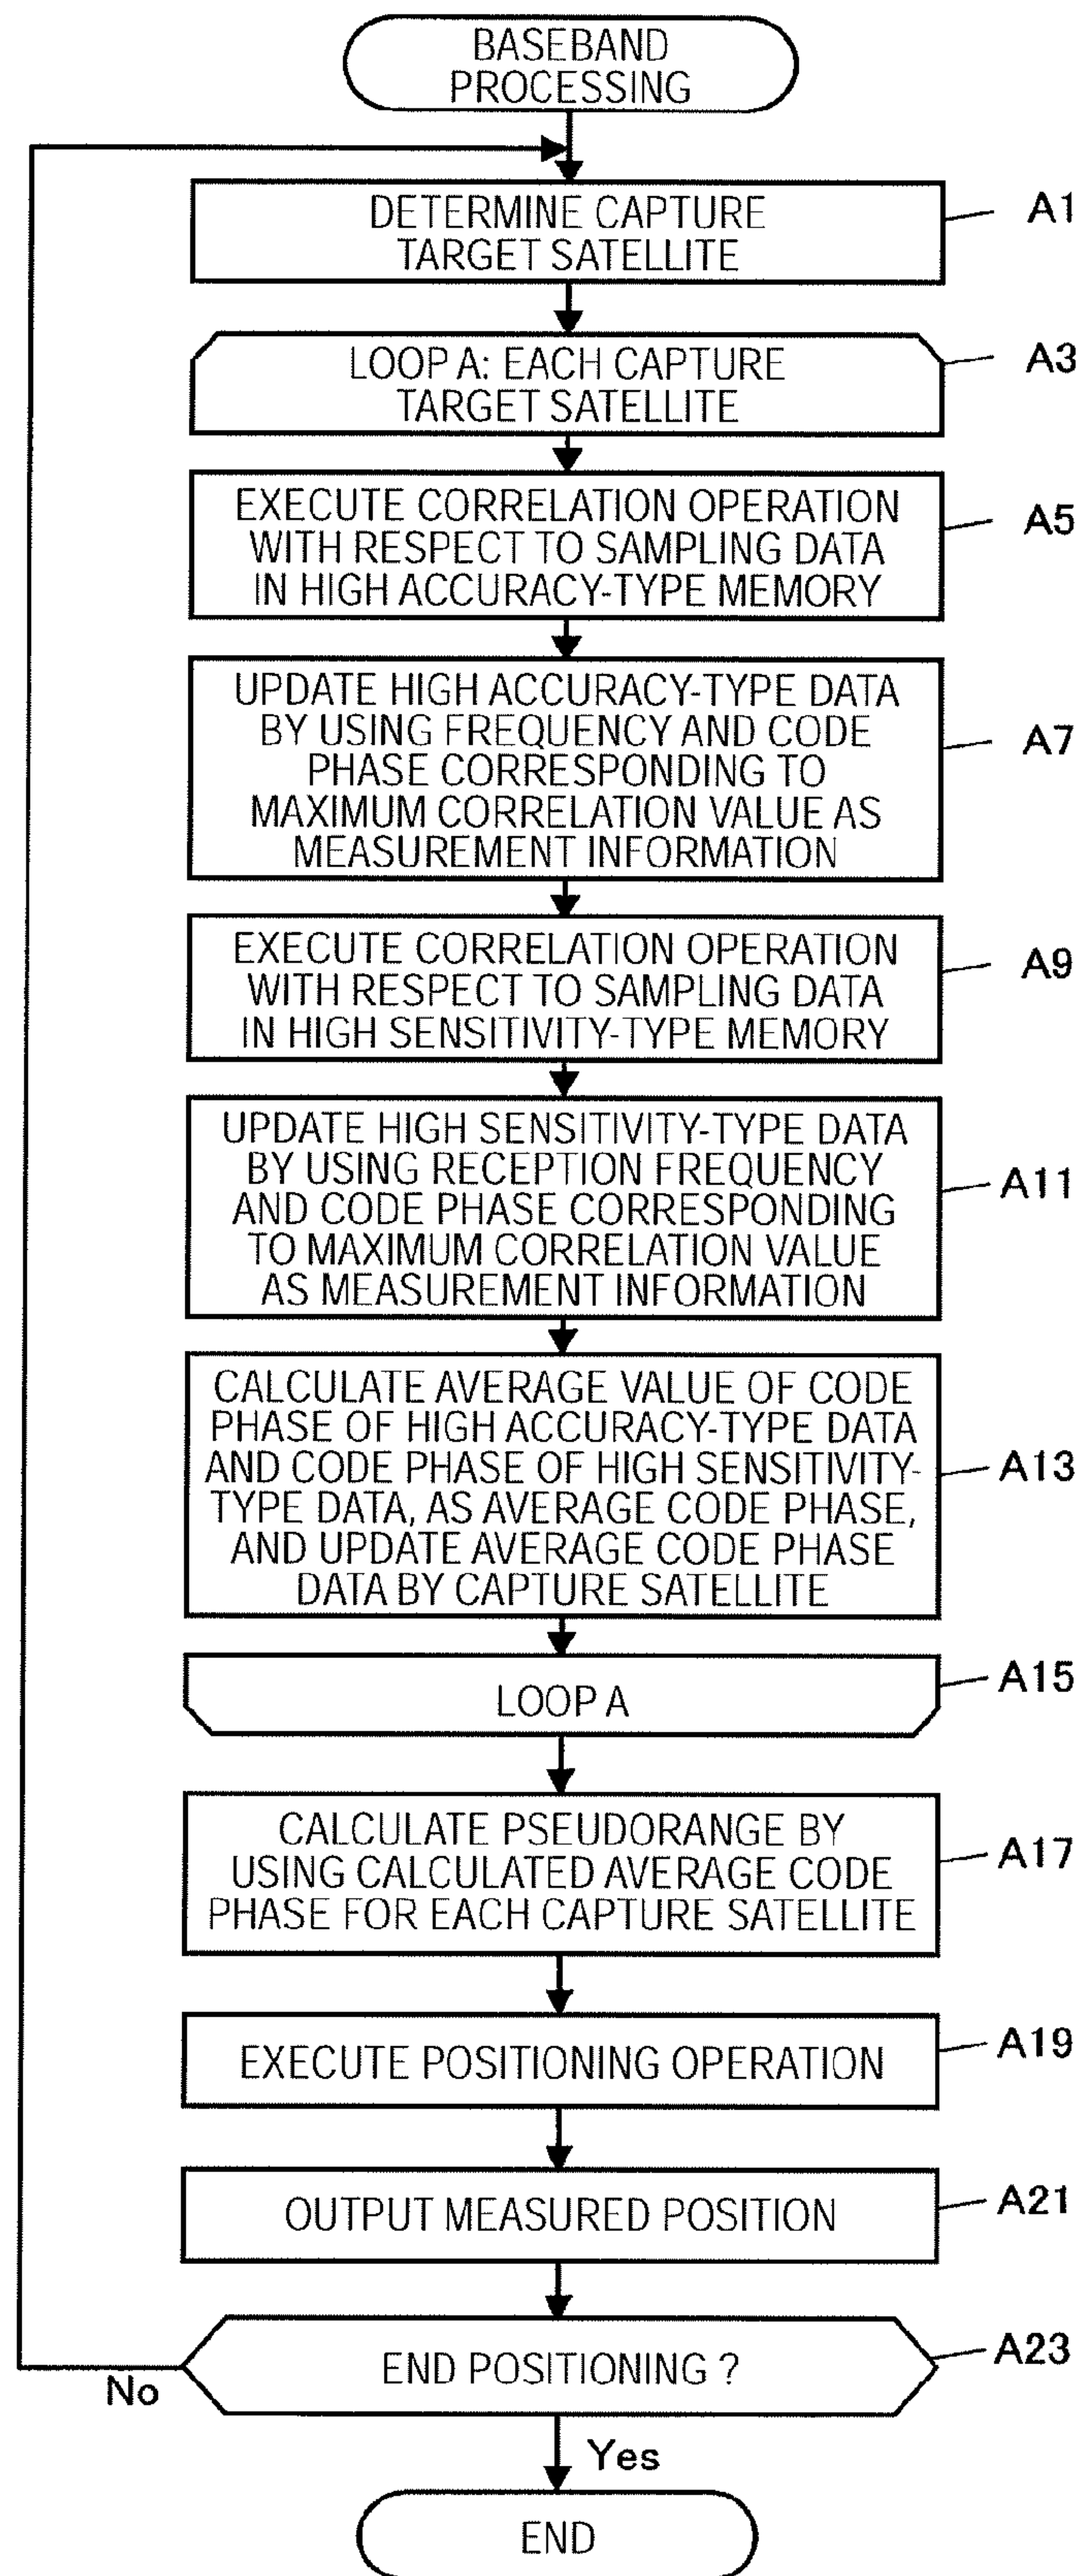 BASEBAND
PROCESSING
DETERMINE CAPTURE
TARGET SATELLITE
A1
LOOP A: EACH CAPTURE
TARGET SATELLITE
A3
EXECUTE CORRELATION OPERATION
WITH RESPECT TO SAMPLING DATA
IN HIGH ACCURACY-TYPE MEMORY
A5
UPDATE HIGH ACCURACY-TYPE DATA
BY USING FREQUENCY AND CODE
PHASE CORRESPONDING TO
MAXIMUM CORRELATION VALUE AS
MEASUREMENT INFORMATION
A7
EXECUTE CORRELATION OPERATION
WITH RESPECT TO SAMPLING DATA
IN HIGH SENSITIVITY-TYPE MEMORY
A9
UPDATE HIGH SENSITIVITY-TYPE DATA
BY USING RECEPTION FREQUENCY
AND CODE PHASE CORRESPONDING
TO MAXIMUM CORRELATION VALUE
AS MEASUREMENT INFORMATION
A11
CALCULATE AVERAGE VALUE OF CODE
PHASE OF HIGH ACCURACY-TYPE DATA
AND CODE PHASE OF HIGH SENSITIVITY-
TYPE DATA, AS AVERAGE CODE PHASE,
AND UPDATE AVERAGE CODE PHASE
DATA BY CAPTURE SATELLITE
A13
LOOP A
A15
CALCULATE PSEUDORANGE BY
USING CALCULATED AVERAGE CODE
PHASE FOR EACH CAPTURE SATELLITE
A17
EXECUTE POSITIONING OPERATION
A19
OUTPUT MEASURED POSITION
A21
END POSITIONING ?
A23
No
Yes
END